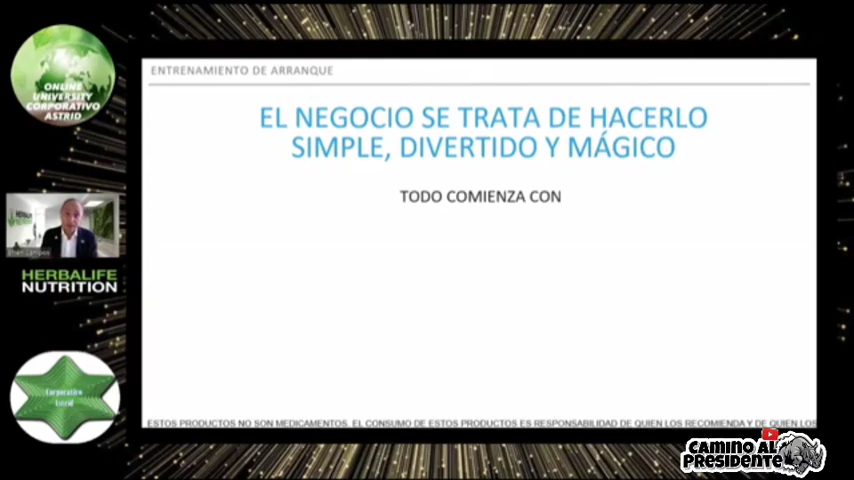 ENTRENAMIENTO DE ARRANQUE
EL NEGOCIO SE TRATA DE HACERLO
SIMPLE, DIVERTIDO Y MÁGICO
TODO COMIENZA CON
ESTOS PRODUCTOS NO SON MEDICAMENTOS. EL CONSUMO DE ESTOS PRODUCTOS ES RESPONSABILIDAD DE QUIEN LOS RECOMIENDA Y DE QUIEN LOS
ONLINE
UNIVERSITY
CORPORATIVO
ASTRID
HERBALIFE
NUTRITION
Corporativo
Astrid
CAMINO AL
PRESIDENTE